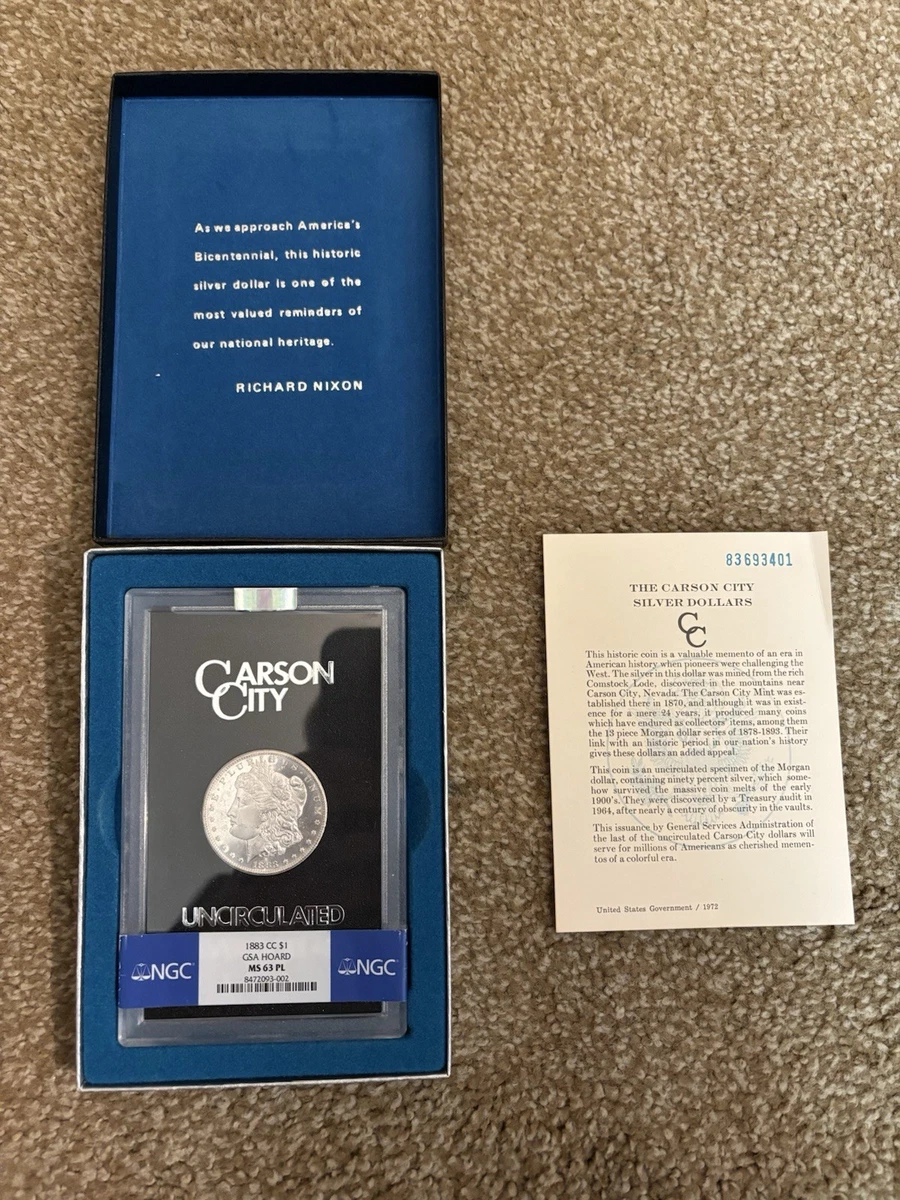 As we approach America's
Bicentennial, this historic
silver dollar is one of the
most valued reminders of
our national heritage.
RICHARD NIXON
CARSON
CITY
E·PLURIBUS·UNUM
1883
UNCIRCULATED
NGC
1883 CC $1
GSA HOARD
MS 63 PL
8472093-002
NGC
83693401
THE CARSON CITY
SILVER DOLLARS
CC
This historic coin is a valuable memento of an era in
American history when pioneers were challenging the
West. The silver in this dollar was mined from the rich
Comstock Lode, discovered in the mountains near
Carson City, Nevada. The Carson City Mint was es-
tablished there in 1870, and although it was in exist-
ence for a mere 24 years, it produced many coins
which have endured as collectors' items, among them
the 13 piece Morgan dollar series of 1878-1893. Their
link with an historic period in our nation's history
gives these dollars an added appeal.
This coin is an uncirculated specimen of the Morgan
dollar, containing ninety percent silver, which some-
how survived the massive coin melts of the early
1900's. They were discovered by a Treasury audit in
1964, after nearly a century of obscurity in the vaults.
This issuance by General Services Administration of
the last of the uncirculated Carson City dollars will
serve for millions of Americans as cherished memen-
tos of a colorful era.
United States Government / 1972